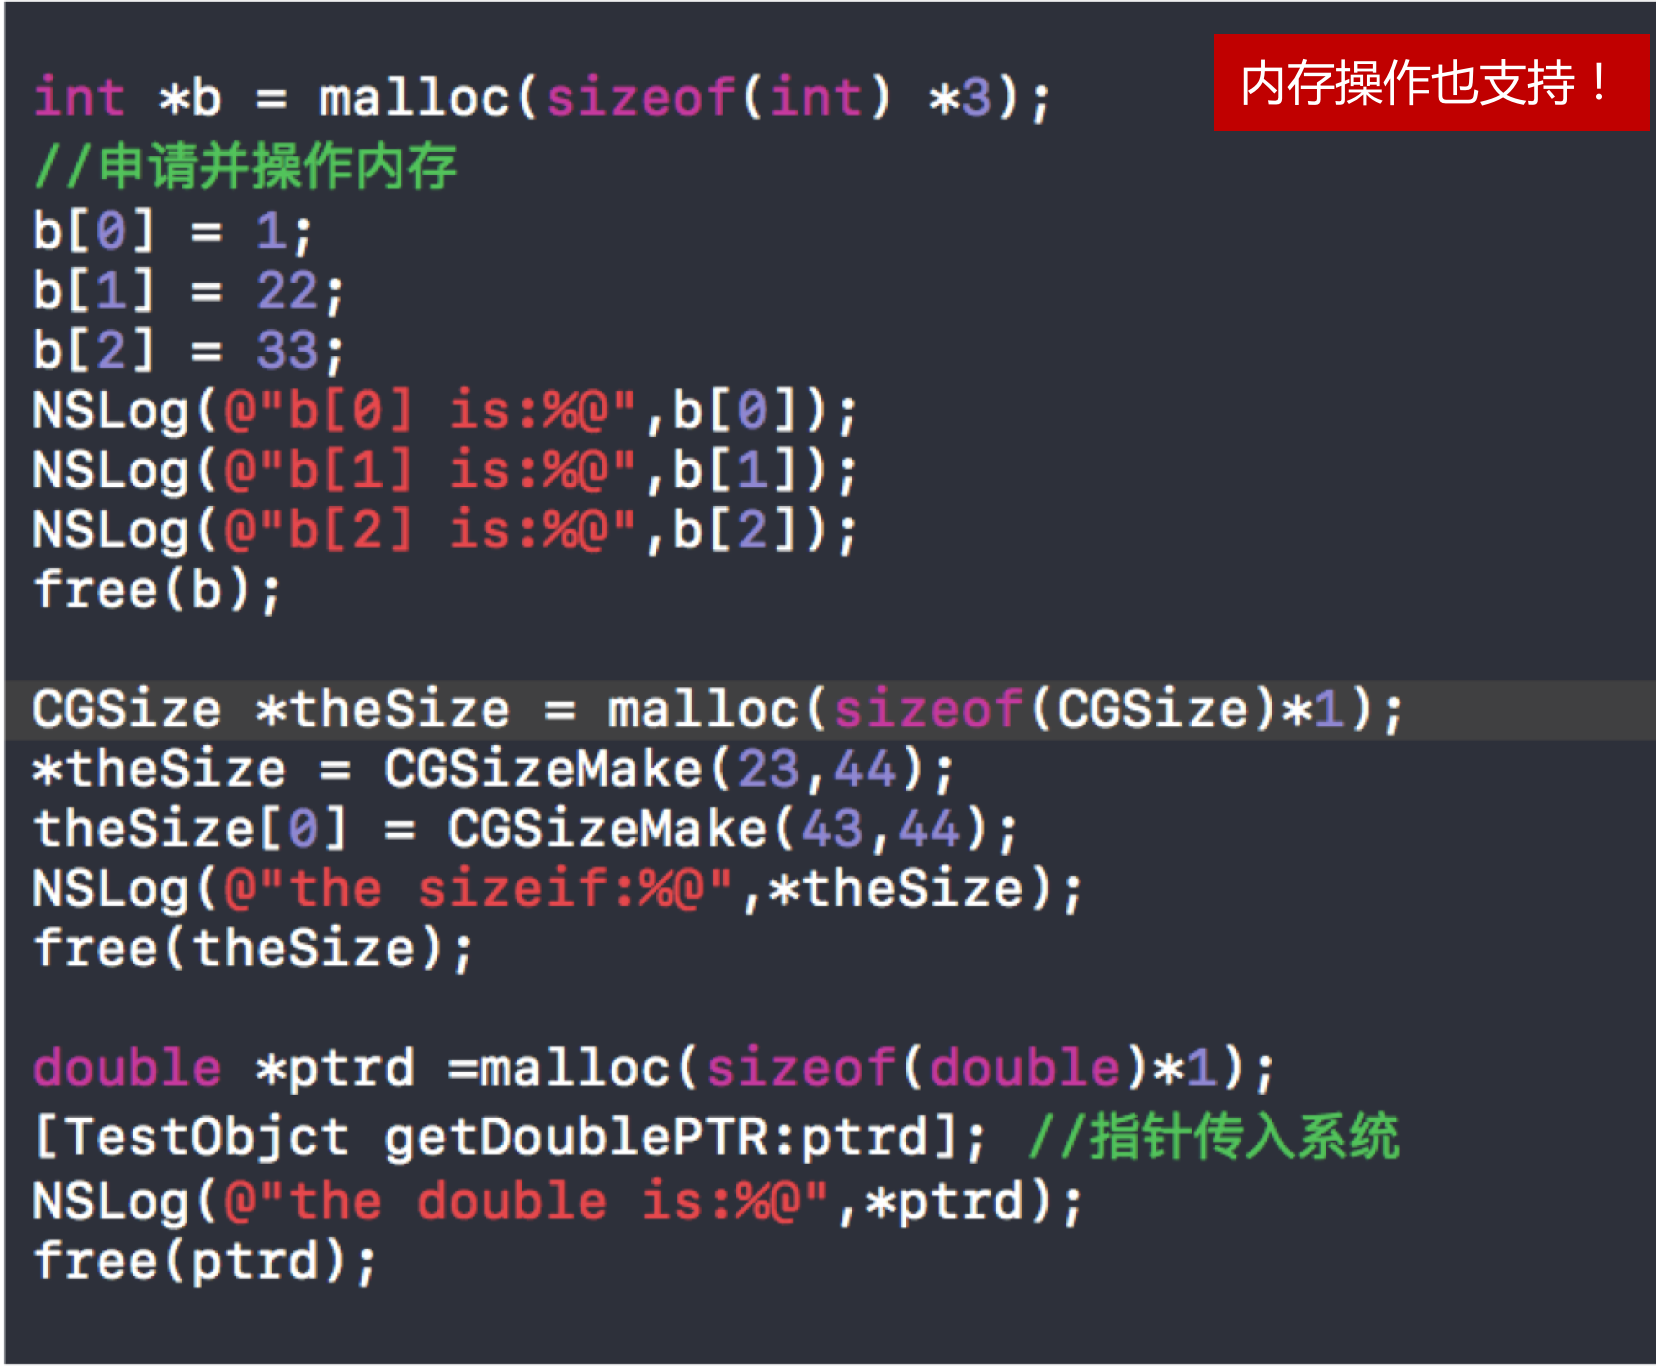 内存操作也支持！
int *b = malloc(sizeof(int) *3);
//申请并操作内存
b[0] = 1;
b[1] = 22;
b[2] = 33;
NSLog(@"b[0] is:%@",b[0]);
NSLog(@"b[1] is:%@",b[1]);
NSLog(@"b[2] is:%@",b[2]);
free(b);
CGSize *theSize = malloc(sizeof(CGSize)*1);
*theSize = CGSizeMake(23,44);
theSize[0] = CGSizeMake(43,44);
NSLog(@"the sizeif:%@",*theSize);
free(theSize);
double *ptrd =malloc(sizeof(double)*1);
[TestObjct getDoublePTR:ptrd]; //指针传入系统
NSLog(@"the double is:%@",*ptrd);
free(ptrd);